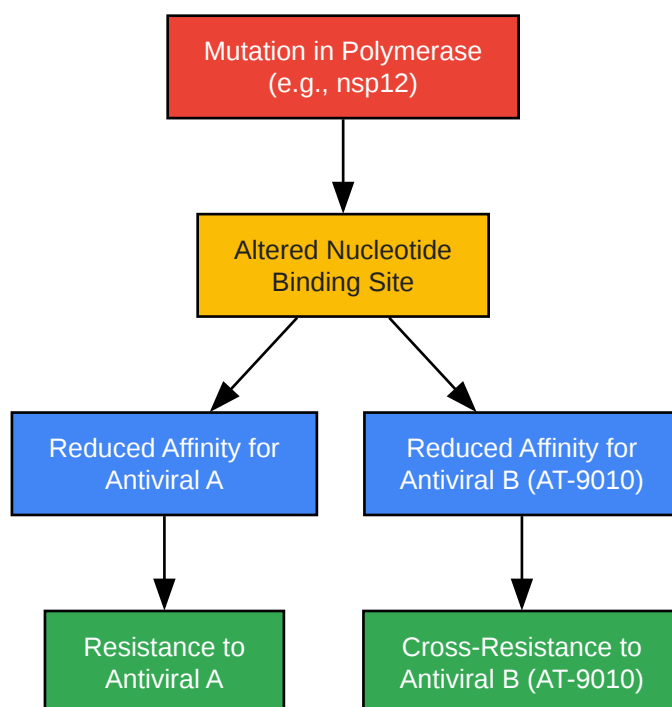 Mutation in Polymerase
(e.g., nsp12)
Altered Nucleotide
Binding Site
Reduced Affinity for
Antiviral A
Reduced Affinity for
Antiviral B (AT-9010)
Resistance to
Antiviral A
Cross-Resistance to
Antiviral B (AT-9010)